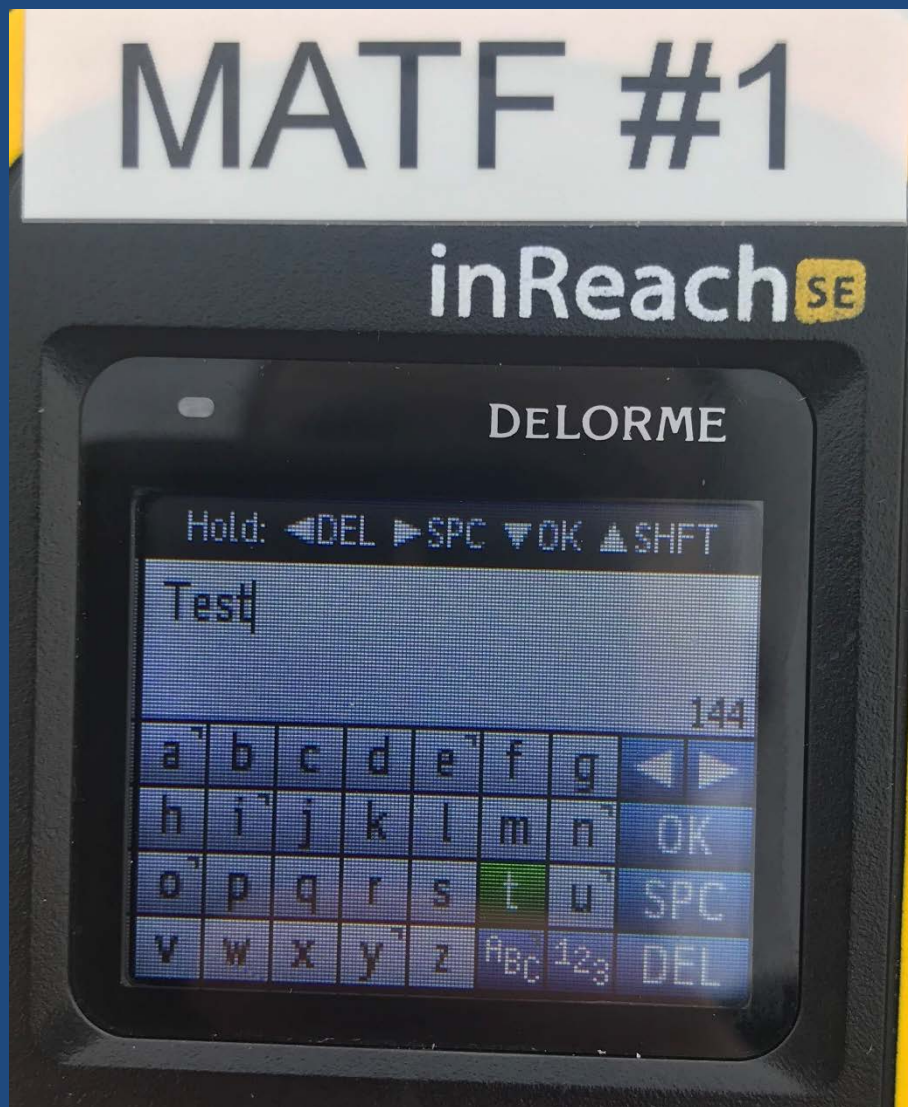 MATF #1
inReach SE
DELORME
Hold: ◀DEL ▶SPC ▼OK ▲SHFT
Test
144
a b c d e f g ◀ ▶
h i j k l m n OK
o p q r s t u SPC
v w x y z ABC 123 DEL